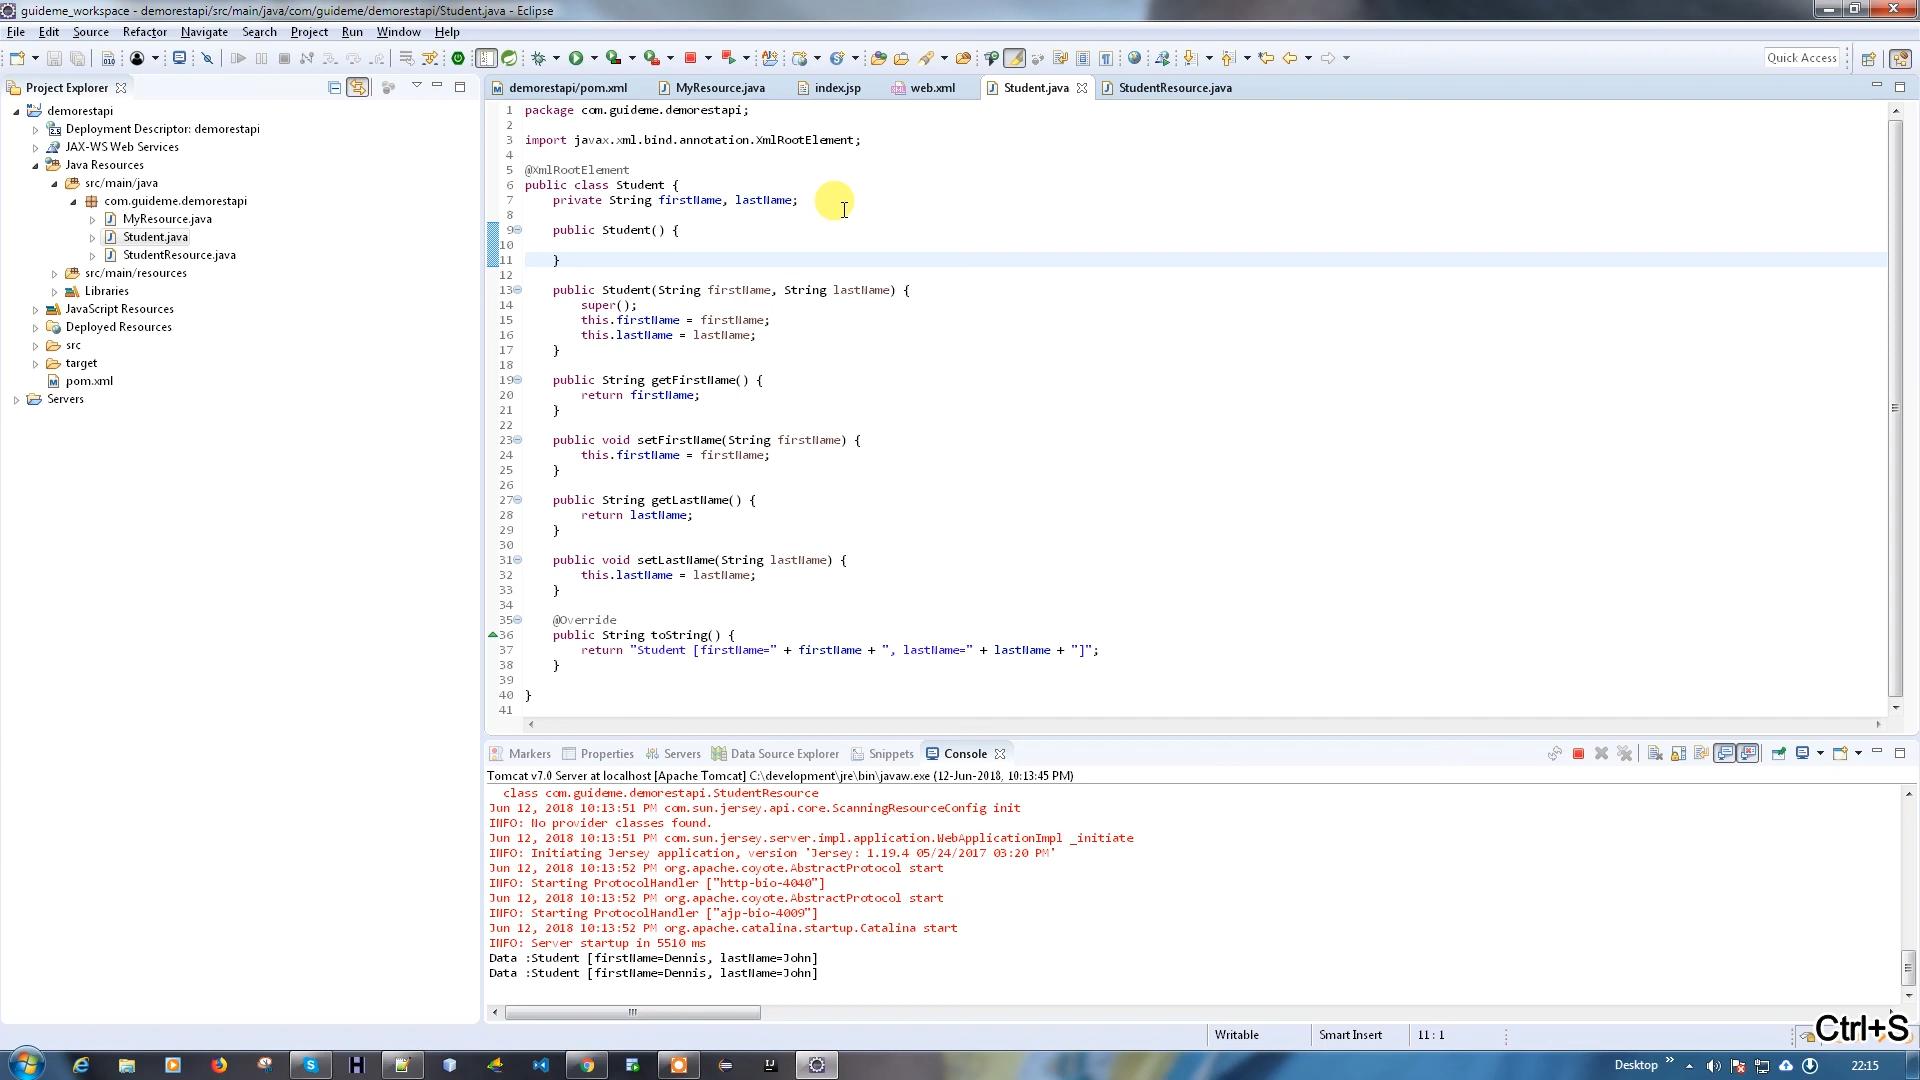 guideme_workspace - demorestapi/src/main/java/com/guideme/demorestapi/Student.java - Eclipse
File Edit Source Refactor Navigate Search Project Run Window Help
Quick Access
Project Explorer
demorestapi
Deployment Descriptor: demorestapi
JAX-WS Web Services
Java Resources
src/main/java
com.guideme.demorestapi
MyResource.java
Student.java
StudentResource.java
src/main/resources
Libraries
JavaScript Resources
Deployed Resources
src
target
pom.xml
Servers
demorestapi/pom.xml MyResource.java index.jsp web.xml Student.java StudentResource.java
1 package com.guideme.demorestapi;
2
3 import javax.xml.bind.annotation.XmlRootElement;
4
5 @XmlRootElement
6 public class Student {
7 private String firstName, lastName;
8
9 public Student() {
10
11 }
12
13 public Student(String firstName, String lastName) {
14 super();
15 this.firstName = firstName;
16 this.lastName = lastName;
17 }
18
19 public String getFirstName() {
20 return firstName;
21 }
22
23 public void setFirstName(String firstName) {
24 this.firstName = firstName;
25 }
26
27 public String getLastName() {
28 return lastName;
29 }
30
31 public void setLastName(String lastName) {
32 this.lastName = lastName;
33 }
34
35 @Override
36 public String toString() {
37 return "Student [firstName=" + firstName + ", lastName=" + lastName + "]";
38 }
39
40 }
41
Markers Properties Servers Data Source Explorer Snippets Console
Tomcat v7.0 Server at localhost [Apache Tomcat] C:\development\jre\bin\javaw.exe (12-Jun-2018, 10:13:45 PM)
class com.guideme.demorestapi.StudentResource
Jun 12, 2018 10:13:51 PM com.sun.jersey.api.core.ScanningResourceConfig init
INFO: No provider classes found.
Jun 12, 2018 10:13:51 PM com.sun.jersey.server.impl.application.WebApplicationImpl _initiate
INFO: Initiating Jersey application, version 'Jersey: 1.19.4 05/24/2017 03:20 PM'
Jun 12, 2018 10:13:52 PM org.apache.coyote.AbstractProtocol start
INFO: Starting ProtocolHandler ["http-bio-4040"]
Jun 12, 2018 10:13:52 PM org.apache.coyote.AbstractProtocol start
INFO: Starting ProtocolHandler ["ajp-bio-4009"]
Jun 12, 2018 10:13:52 PM org.apache.catalina.startup.Catalina start
INFO: Server startup in 5510 ms
Data :Student [firstName=Dennis, lastName=John]
Data :Student [firstName=Dennis, lastName=John]
Writable Smart Insert 11 : 1
Ctrl+S
Desktop 22:15